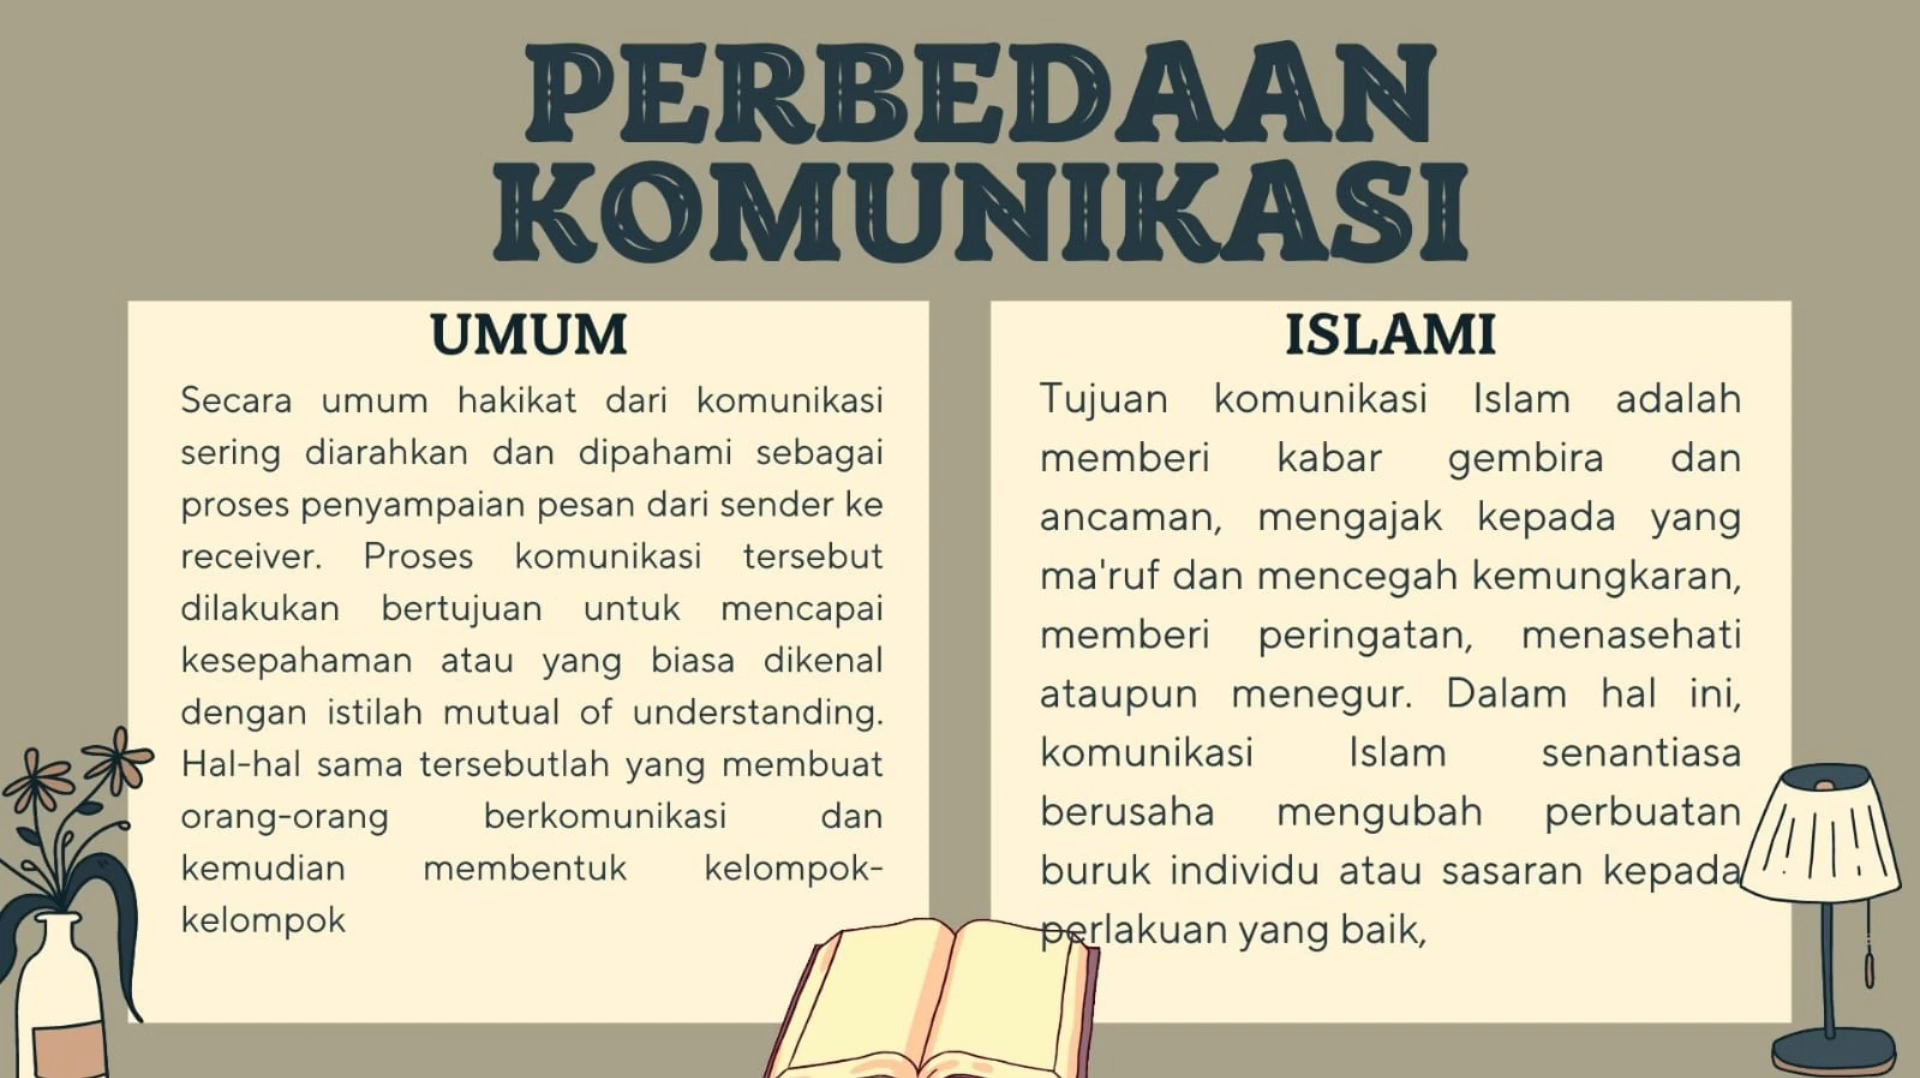 PERBEDAAN
KOMUNIKASI
UMUM
Secara umum hakikat dari komunikasi
sering diarahkan dan dipahami sebagai
proses penyampaian pesan dari sender ke
receiver. Proses komunikasi tersebut
dilakukan bertujuan untuk mencapai
kesepahaman atau yang biasa dikenal
dengan istilah mutual of understanding.
Hal-hal sama tersebutlah yang membuat
orang-orang berkomunikasi dan
kemudian membentuk kelompok-
kelompok
ISLAMI
Tujuan komunikasi Islam adalah
memberi kabar gembira dan
ancaman, mengajak kepada yang
ma'ruf dan mencegah kemungkaran,
memberi peringatan, menasehati
ataupun menegur. Dalam hal ini,
komunikasi Islam senantiasa
berusaha mengubah perbuatan
buruk individu atau sasaran kepada
perlakuan yang baik,